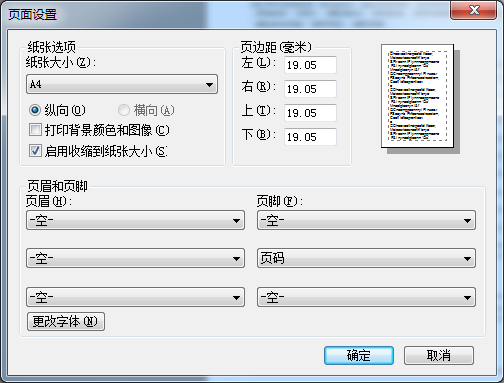 页面设置
纸张选项
纸张大小(Z):
A4
纵向(O)
横向(A)
打印背景颜色和图像(C)
启用收缩到纸张大小(S)
页边距(毫米)
左(L): 19.05
右(R): 19.05
上(T): 19.05
下(B): 19.05
页眉和页脚
页眉(H):
页脚(F):
-空-
-空-
-空-
页码
-空-
-空-
更改字体(N)
确定
取消